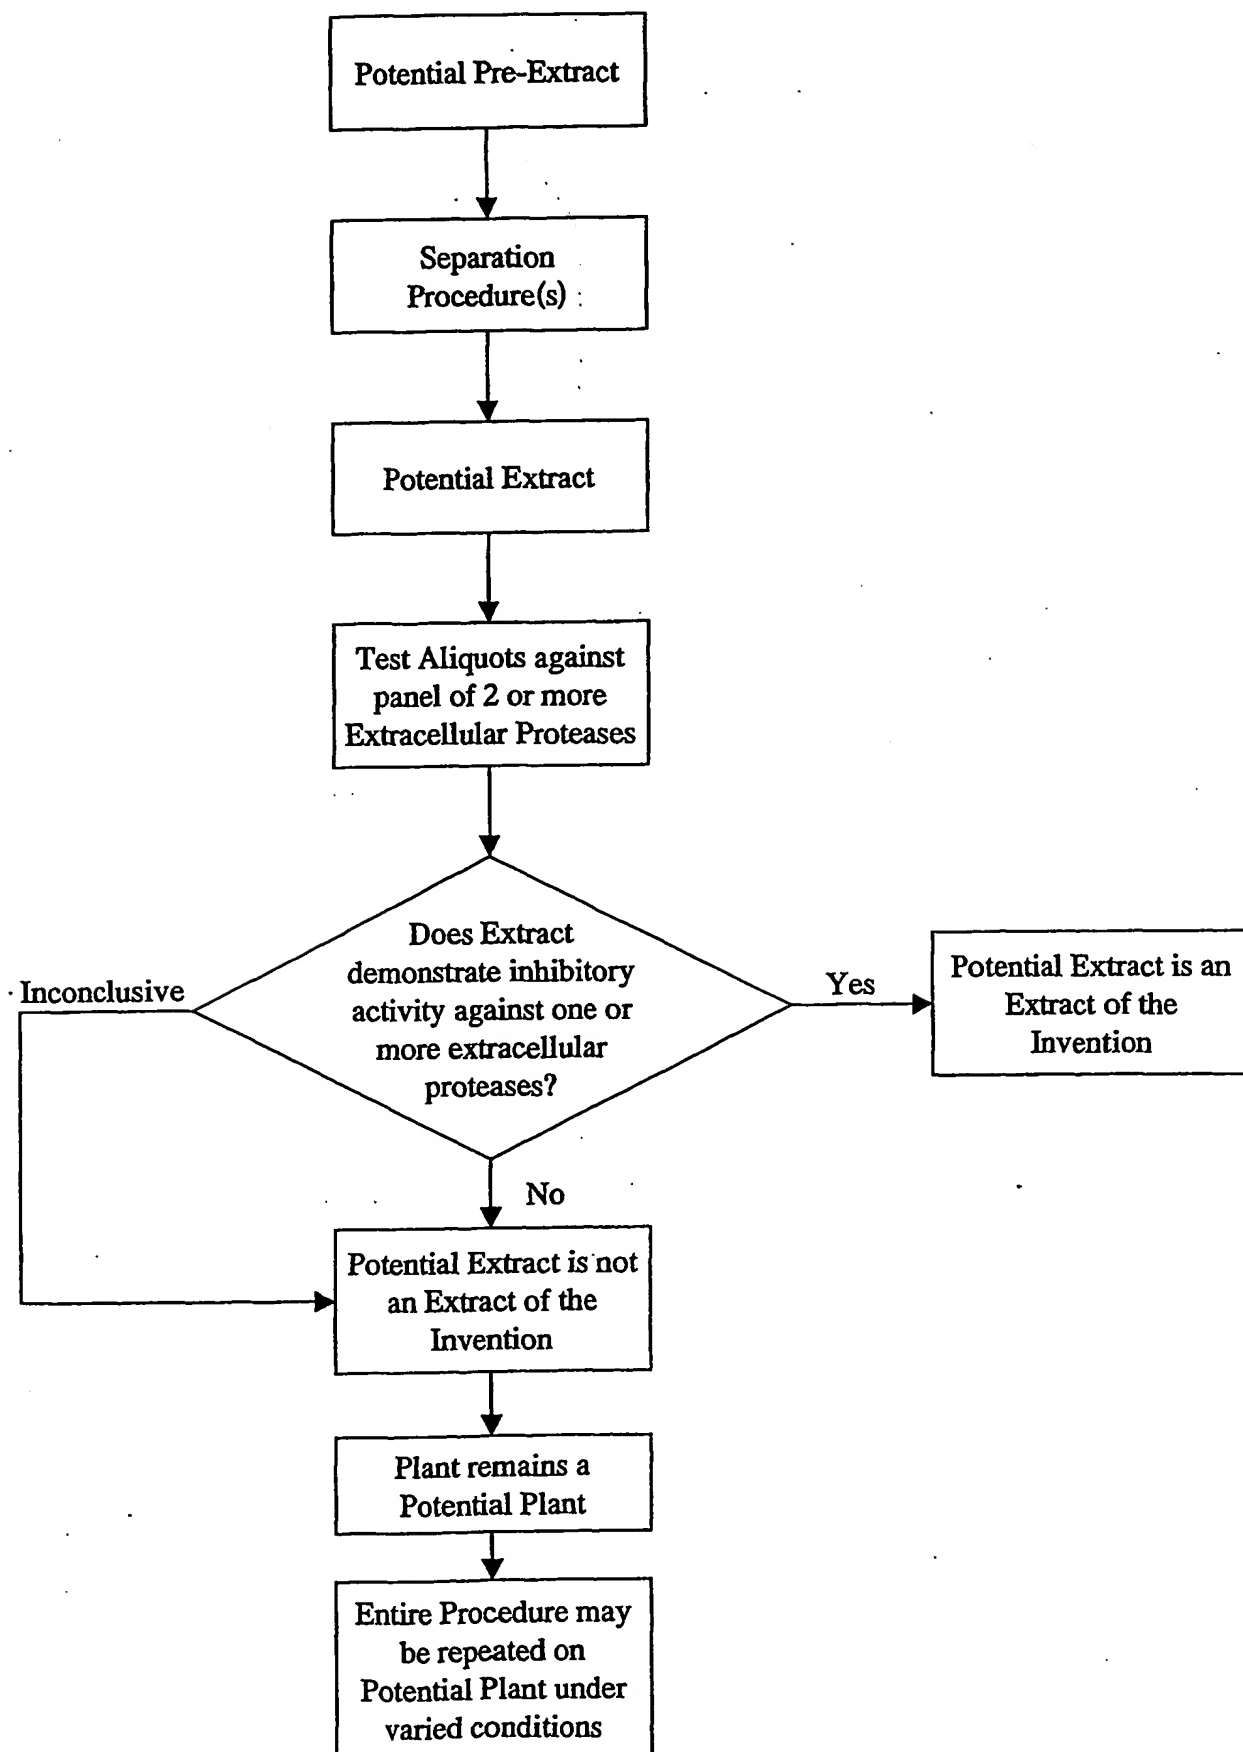 Potential Pre-Extract
Separation
Procedure(s)
Potential Extract
Test Aliquots against
panel of 2 or more
Extracellular Proteases
Does Extract
demonstrate inhibitory
activity against one or
more extracellular
proteases?
Inconclusive
Yes
Potential Extract is an
Extract of the
Invention
No
Potential Extract is not
an Extract of the
Invention
Plant remains a
Potential Plant
Entire Procedure may
be repeated on
Potential Plant under
varied conditions